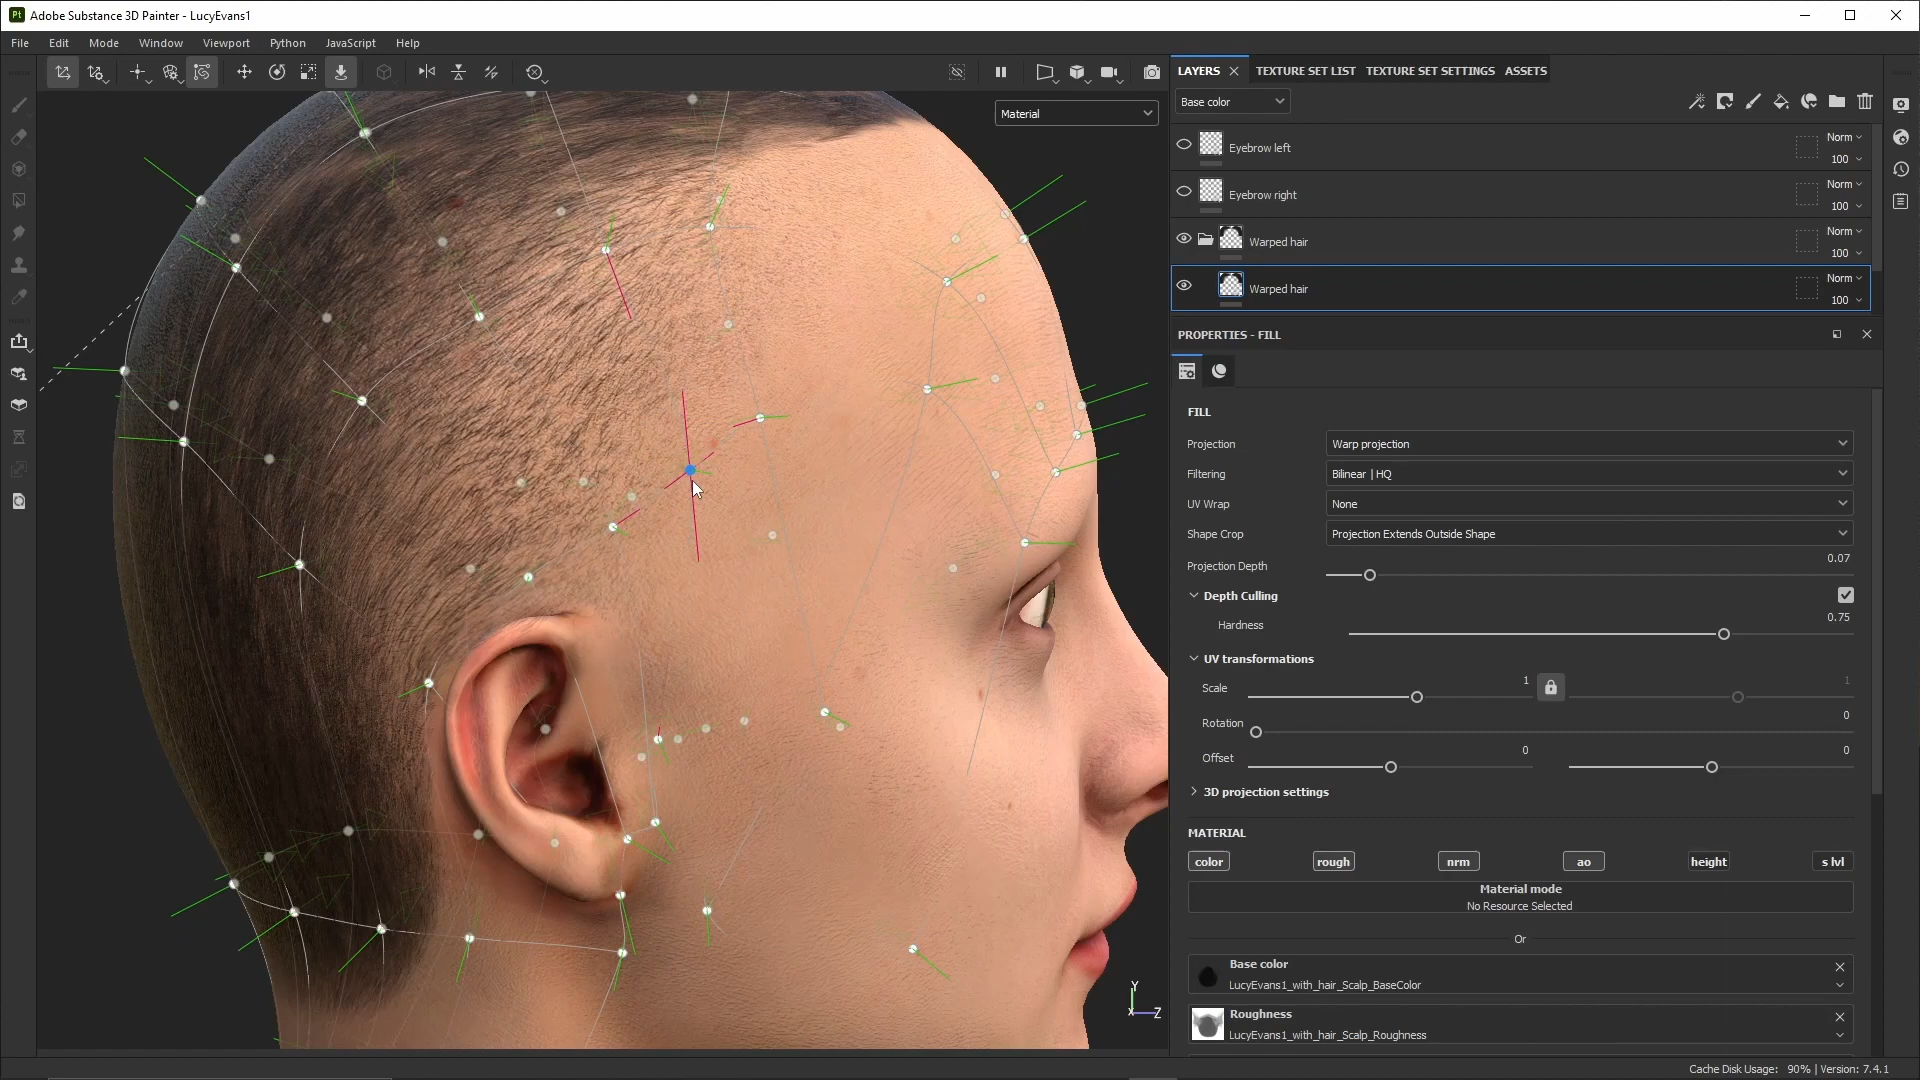 Pt Adobe Substance 3D Painter - LucyEvans1
File Edit Mode Window Viewport Python JavaScript Help
Material
LAYERS TEXTURE SET LIST TEXTURE SET SETTINGS ASSETS
Base color
Eyebrow left Norm 100
Eyebrow right Norm 100
Warped hair Norm 100
Warped hair Norm 100
PROPERTIES - FILL
FILL
Projection Warp projection
Filtering Bilinear | HQ
UV Wrap None
Shape Crop Projection Extends Outside Shape
Projection Depth 0.07
Depth Culling
Hardness 0.75
UV transformations
Scale 1 1
Rotation 0
Offset 0 0
3D projection settings
MATERIAL
color rough nrm ao height s lvl
Material mode
No Resource Selected
Or
Base color
LucyEvans1_with_hair_Scalp_BaseColor
Roughness
LucyEvans1_with_hair_Scalp_Roughness
Y
X Z
Cache Disk Usage: 90% | Version: 7.4.1